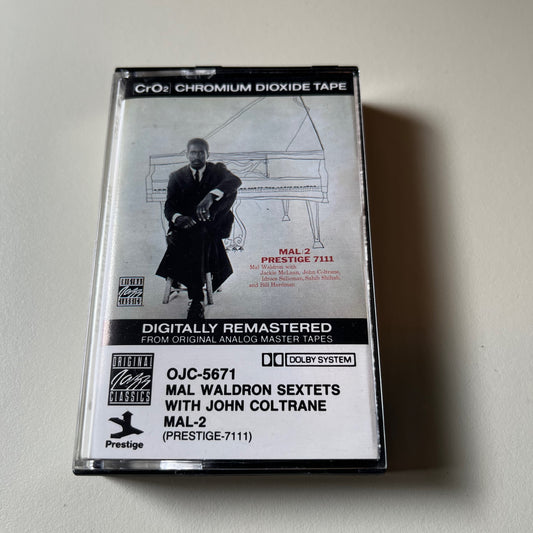 CrO2 CHROMIUM DIOXIDE TAPE
MAL-2
PRESTIGE 7111
Mal Waldron with
Jackie McLean, John Coltrane,
Idrees Sulieman, Sahib Shihab,
and Bill Hardman
ORIGINAL
Jazz
CLASSICS
DIGITALLY REMASTERED
FROM ORIGINAL ANALOG MASTER TAPES
DOLBY SYSTEM
ORIGINAL
Jazz
CLASSICS
Prestige
OJC-5671
MAL WALDRON SEXTETS
WITH JOHN COLTRANE
MAL-2
(PRESTIGE-7111)